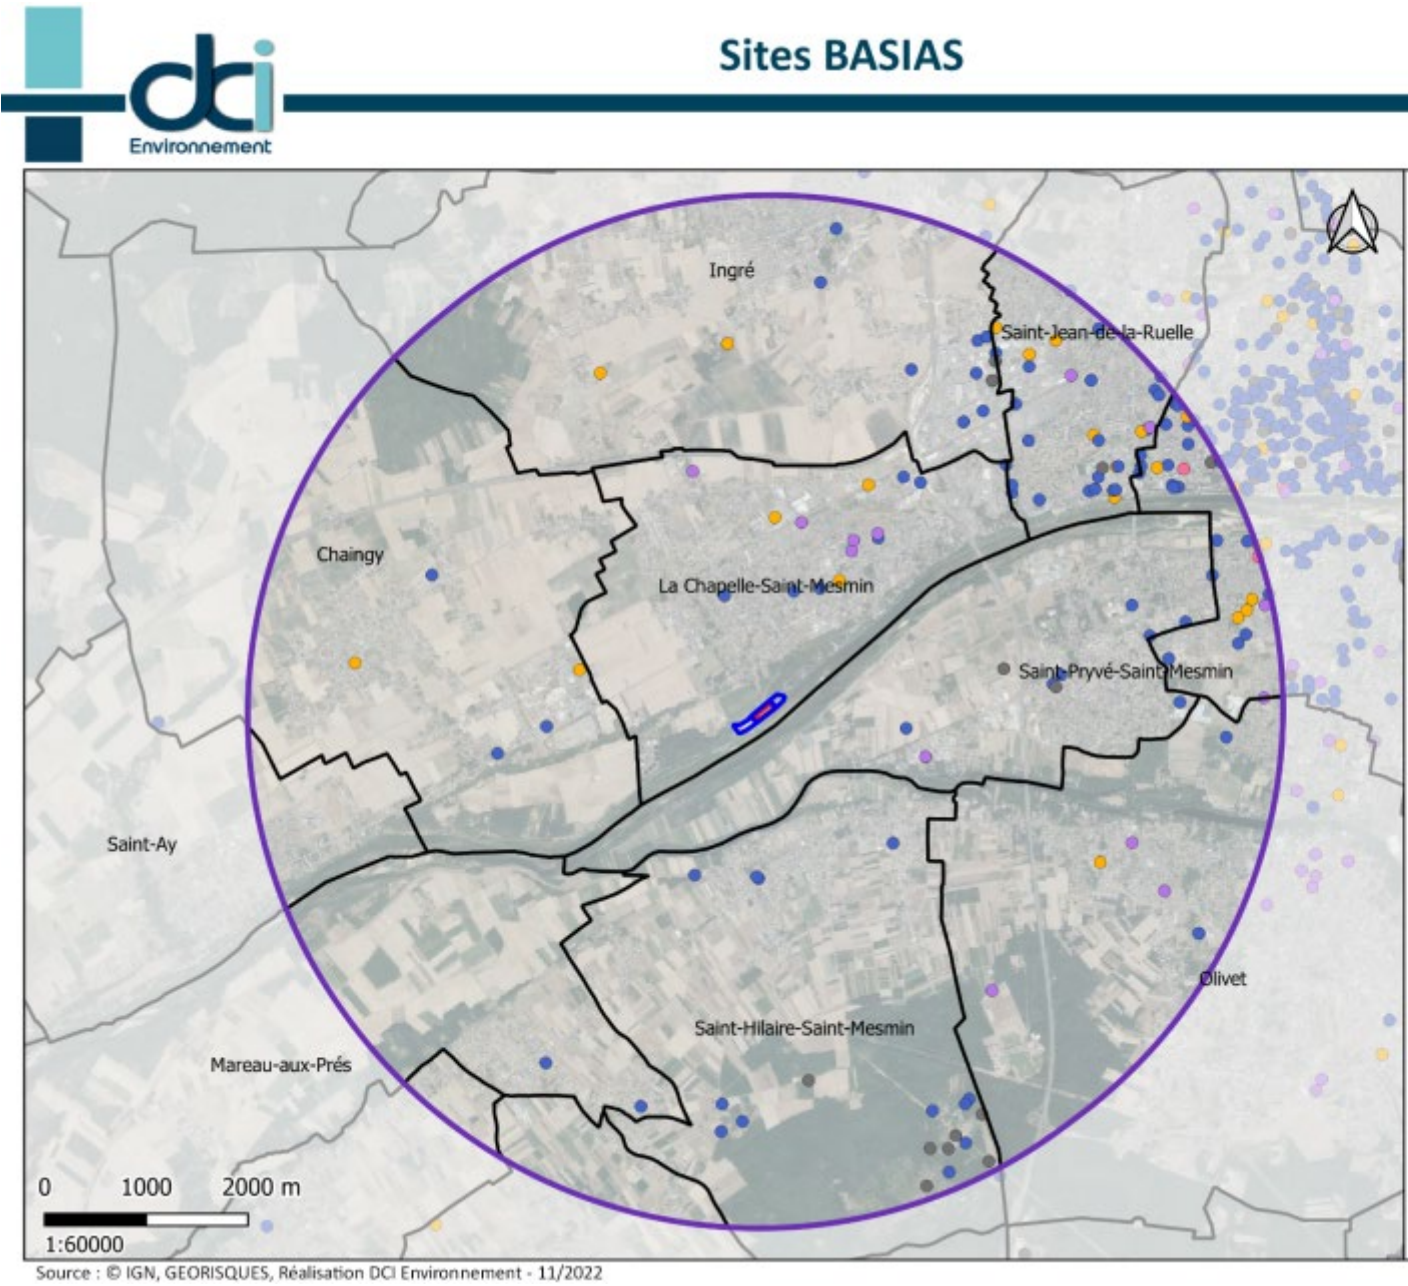 Sites BASIAS
dci
Environnement
Ingré
Saint-Jean-de-la-Ruelle
Chaingy
La Chapelle-Saint-Mesmin
Saint-Pryvé-Saint-Mesmin
Saint-Ay
Olivet
Saint-Hilaire-Saint-Mesmin
Mareau-aux-Prés
0 1000 2000 m
1:60000
Source : © IGN, GEORISQUES, Réalisation DCI Environnement - 11/2022